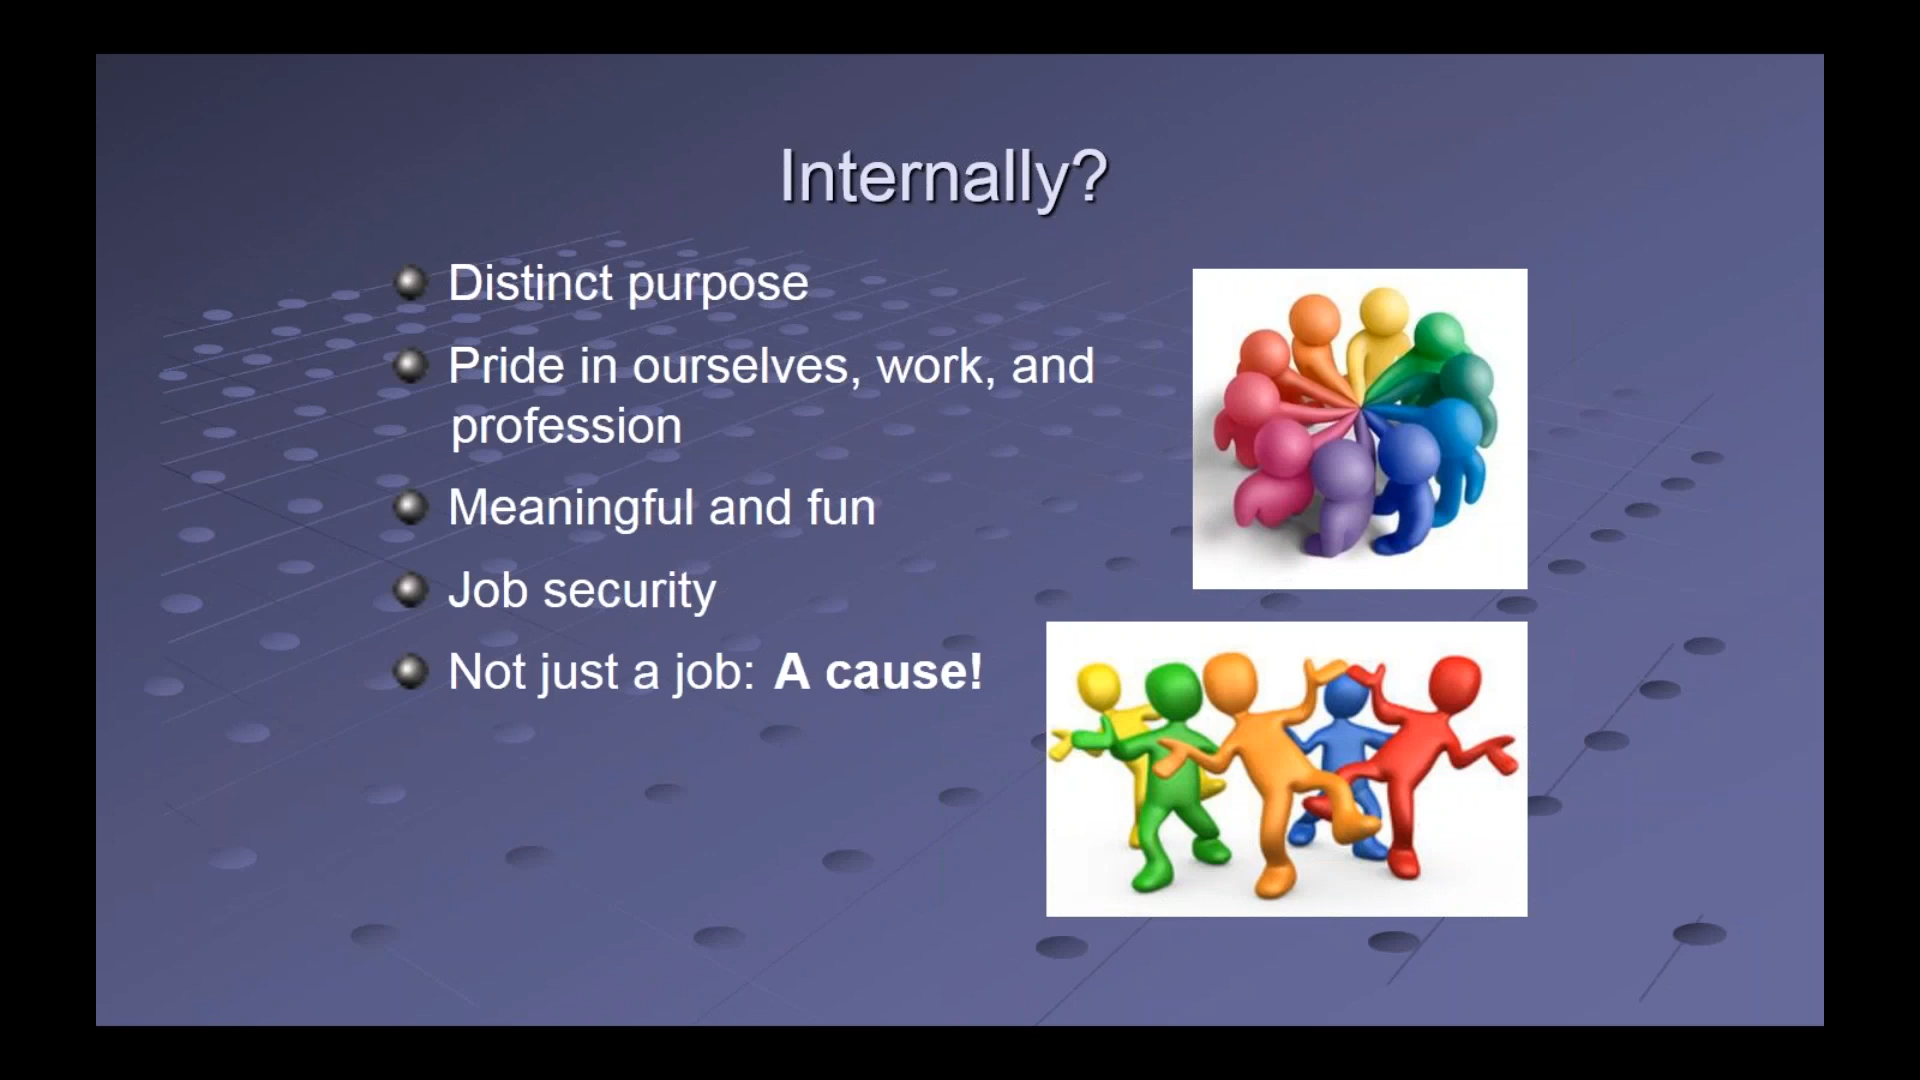 Internally?
Distinct purpose
Pride in ourselves, work, and
profession
Meaningful and fun
Job security
Not just a job: A cause!